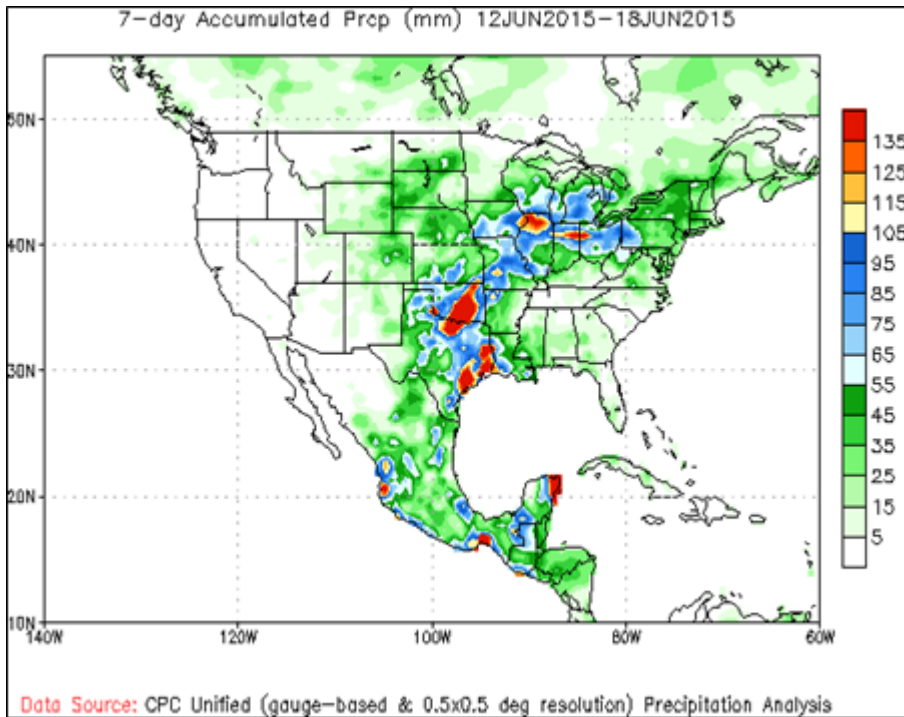 7-day Accumulated Prcp (mm) 12JUN2015-18JUN2015
50N
40N
30N
20N
10N
140W 120W 100W 80W 60W
135
125
115
105
95
85
75
65
55
45
35
25
15
5
Data Source: CPC Unified (gauge-based & 0.5x0.5 deg resolution) Precipitation Analysis